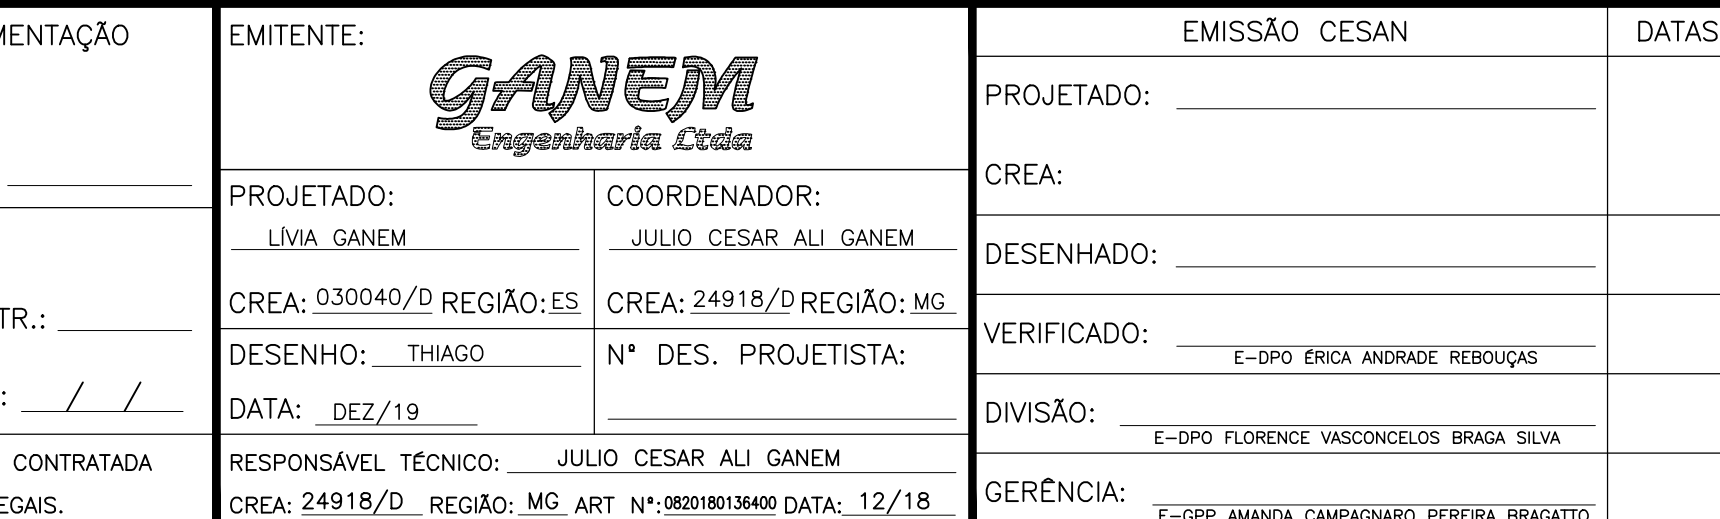 MENTAÇÃO
TR.:
: / /
CONTRATADA
EGAIS.
EMITENTE:
GANEM
Engenharia Ltda
PROJETADO:
LÍVIA GANEM
CREA: 030040/D REGIÃO: ES
COORDENADOR:
JULIO CESAR ALI GANEM
CREA: 24918/D REGIÃO: MG
DESENHO: THIAGO
DATA: DEZ/19
Nº DES. PROJETISTA:
RESPONSÁVEL TÉCNICO: JULIO CESAR ALI GANEM
CREA: 24918/D REGIÃO: MG ART Nº: 0820180136400 DATA: 12/18
EMISSÃO CESAN
DATAS
PROJETADO:
CREA:
DESENHADO:
VERIFICADO:
E-DPO ÉRICA ANDRADE REBOUÇAS
DIVISÃO:
E-DPO FLORENCE VASCONCELOS BRAGA SILVA
GERÊNCIA:
E-GPP AMANDA CAMPAGNARO PEREIRA BRAGATTO